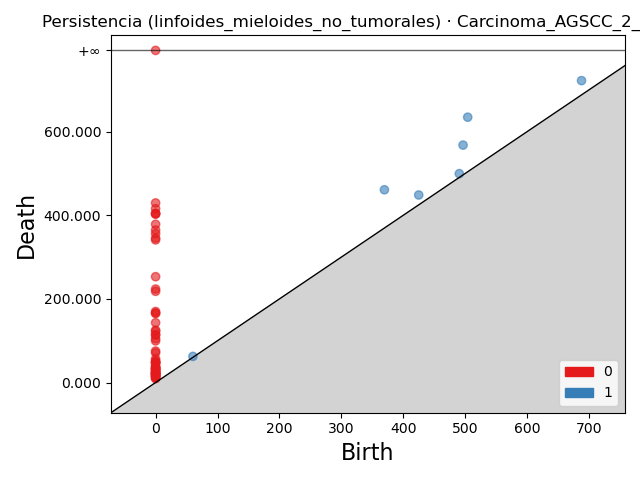 Persistencia (linfoides_mieloides_no_tumorales) · Carcinoma_AGSCC_2_
+∞
600.000
400.000
200.000
0.000
Death
0
1
0 100 200 300 400 500 600 700
Birth